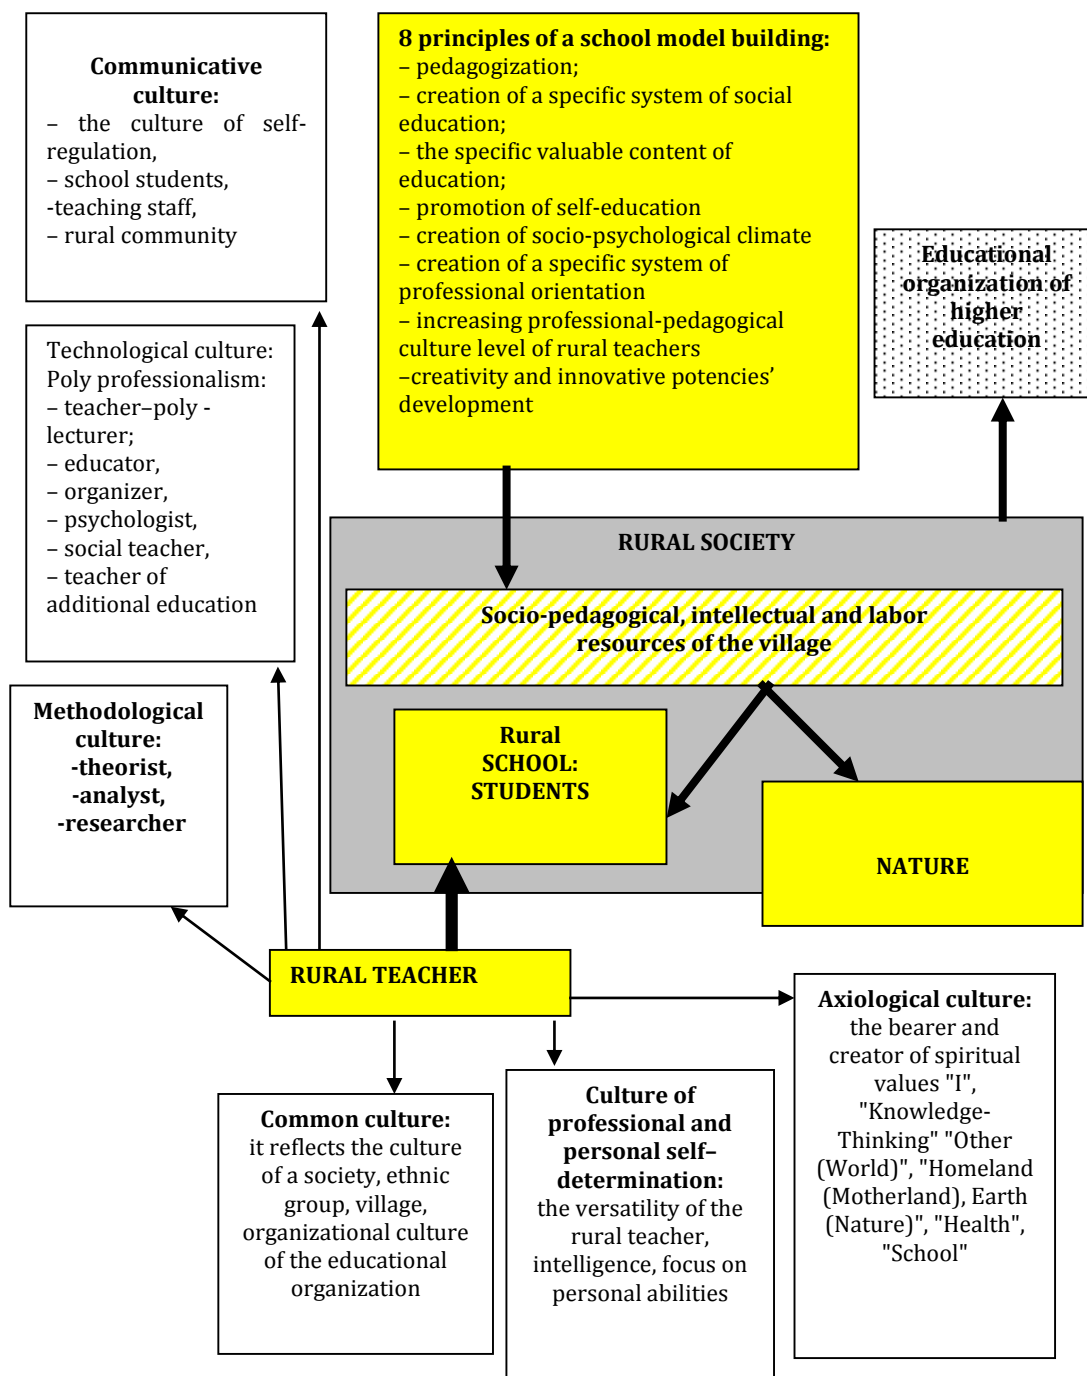 Communicative
culture:
– the culture of self-
regulation,
– school students,
-teaching staff,
– rural community
8 principles of a school model building:
– pedagogization;
– creation of a specific system of social
education;
– the specific valuable content of
education;
– promotion of self-education
– creation of socio-psychological climate
– creation of a specific system of
professional orientation
– increasing professional-pedagogical
culture level of rural teachers
–creativity and innovative potencies’
development
Educational
organization of
higher
education
Technological culture:
Poly professionalism:
– teacher–poly -
lecturer;
– educator,
– organizer,
– psychologist,
– social teacher,
– teacher of
additional education
RURAL SOCIETY
Socio-pedagogical, intellectual and labor
resources of the village
Methodological
culture:
-theorist,
-analyst,
-researcher
Rural
SCHOOL:
STUDENTS
NATURE
RURAL TEACHER
Axiological culture:
the bearer and
creator of spiritual
values "I",
"Knowledge-
Thinking" "Other
(World)", "Homeland
(Motherland), Earth
(Nature)", "Health",
"School"
Common culture:
it reflects the culture
of a society, ethnic
group, village,
organizational culture
of the educational
organization
Culture of
professional and
personal self–
determination:
the versatility of the
rural teacher,
intelligence, focus on
personal abilities